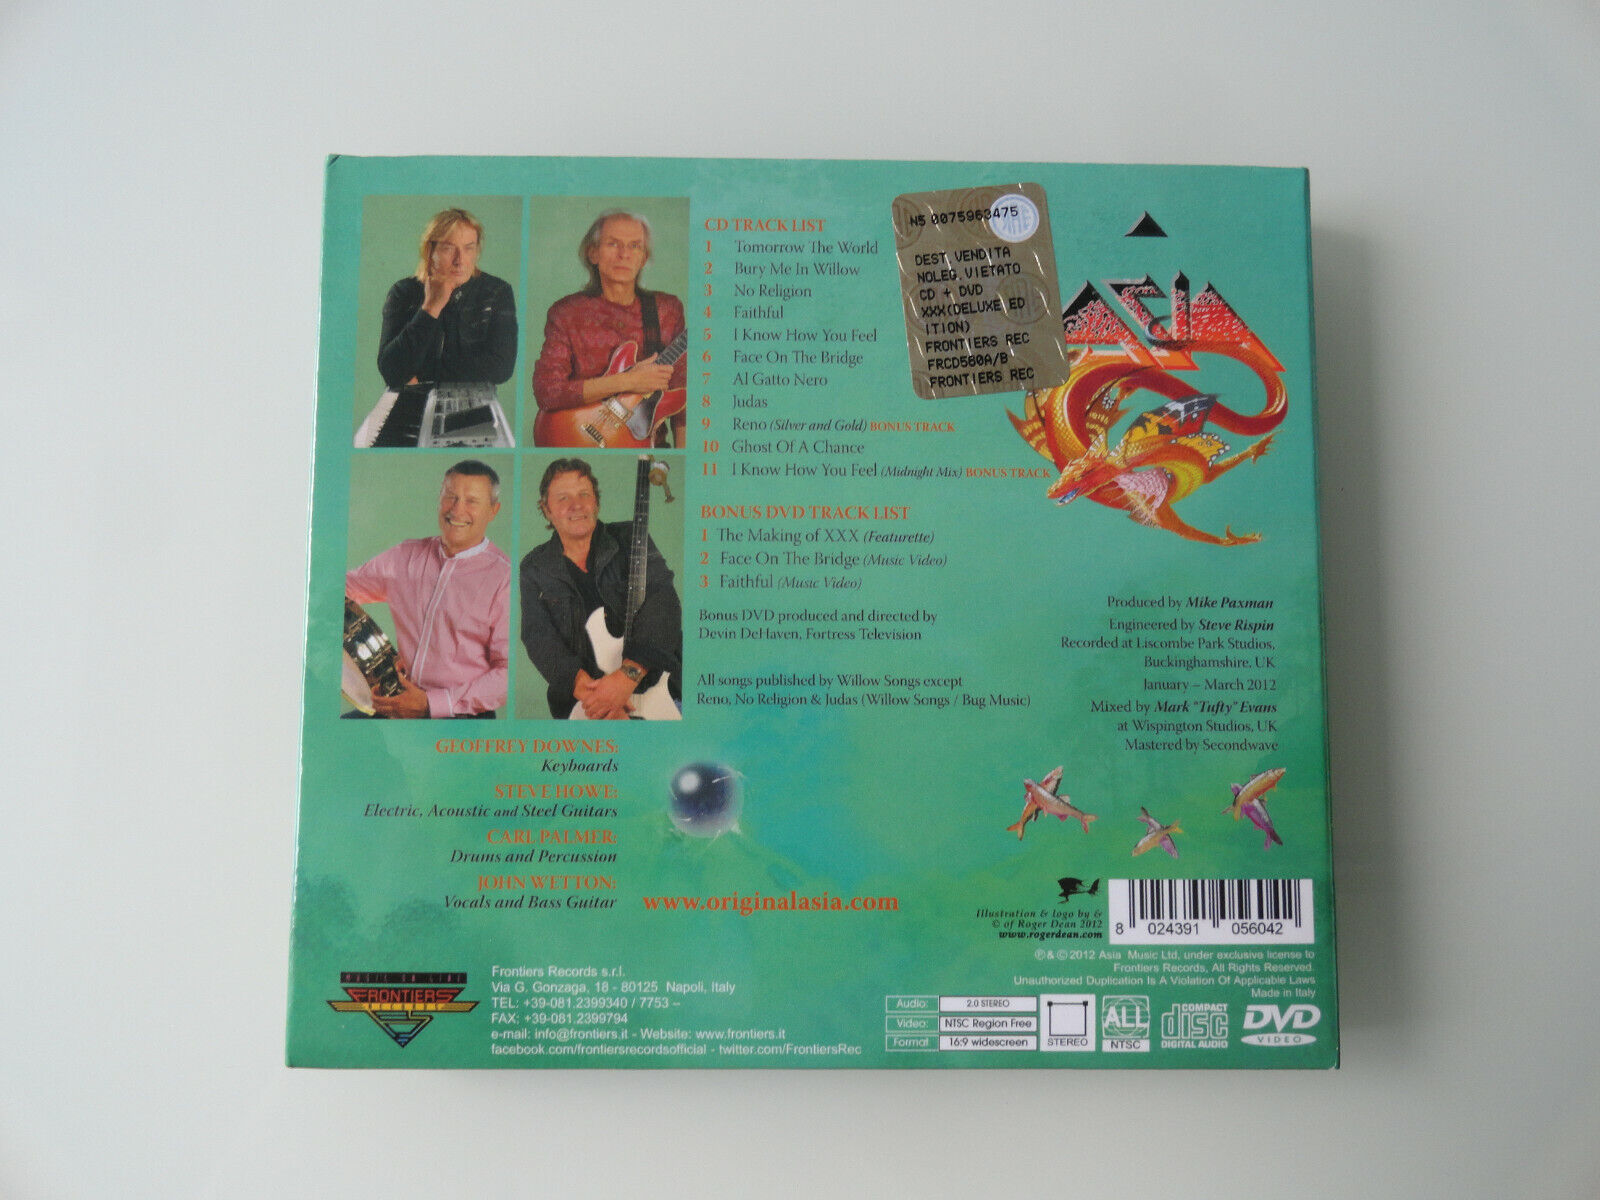 CD TRACK LIST
1 Tomorrow The World
2 Bury Me In Willow
3 No Religion
4 Faithful
5 I Know How You Feel
6 Face On The Bridge
7 Al Gatto Nero
8 Judas
9 Reno (Silver and Gold) BONUS TRACK
10 Ghost Of A Chance
11 I Know How You Feel (Midnight Mix) BONUS TRACK
BONUS DVD TRACK LIST
1 The Making of XXX (Featurette)
2 Face On The Bridge (Music Video)
3 Faithful (Music Video)
Bonus DVD produced and directed by
Devin DeHaven, Fortress Television
All songs published by Willow Songs except
Reno, No Religion & Judas (Willow Songs / Bug Music)
N5 0075963475
DEST.VENDITA
NOLEG.VIETATO
CD + DVD
XXX(DELUXE ED
ITION)
FRONTIERS REC
FRCD580A/B
FRONTIERS REC
ASIA
Produced by Mike Paxman
Engineered by Steve Rispin
Recorded at Liscombe Park Studios,
Buckinghamshire, UK
January – March 2012
Mixed by Mark "Tufty" Evans
at Wispington Studios, UK
Mastered by Secondwave
GEOFFREY DOWNES:
Keyboards
STEVE HOWE:
Electric, Acoustic and Steel Guitars
CARL PALMER:
Drums and Percussion
JOHN WETTON:
Vocals and Bass Guitar
www.originalasia.com
Illustration & logo by &
© of Roger Dean 2012
www.rogerdean.com
8 024391 056042
℗& © 2012 Asia Music Ltd, under exclusive license to
Frontiers Records, All Rights Reserved.
Unauthorized Duplication Is A Violation Of Applicable Laws
Made in Italy
MUSIC ON LINE
FRONTIERS
RECORDS
Frontiers Records s.r.l.
Via G. Gonzaga, 18 - 80125 Napoli, Italy
TEL: +39-081.2399340 / 7753 –
FAX: +39-081.2399794
e-mail: info@frontiers.it - Website: www.frontiers.it
facebook.com/frontiersrecordsofficial - twitter.com/FrontiersRec
Audio: 2.0 STEREO
Video: NTSC Region Free
Format 16:9 widescreen
STEREO
ALL
NTSC
COMPACT
disc
DIGITAL AUDIO
DVD
VIDEO